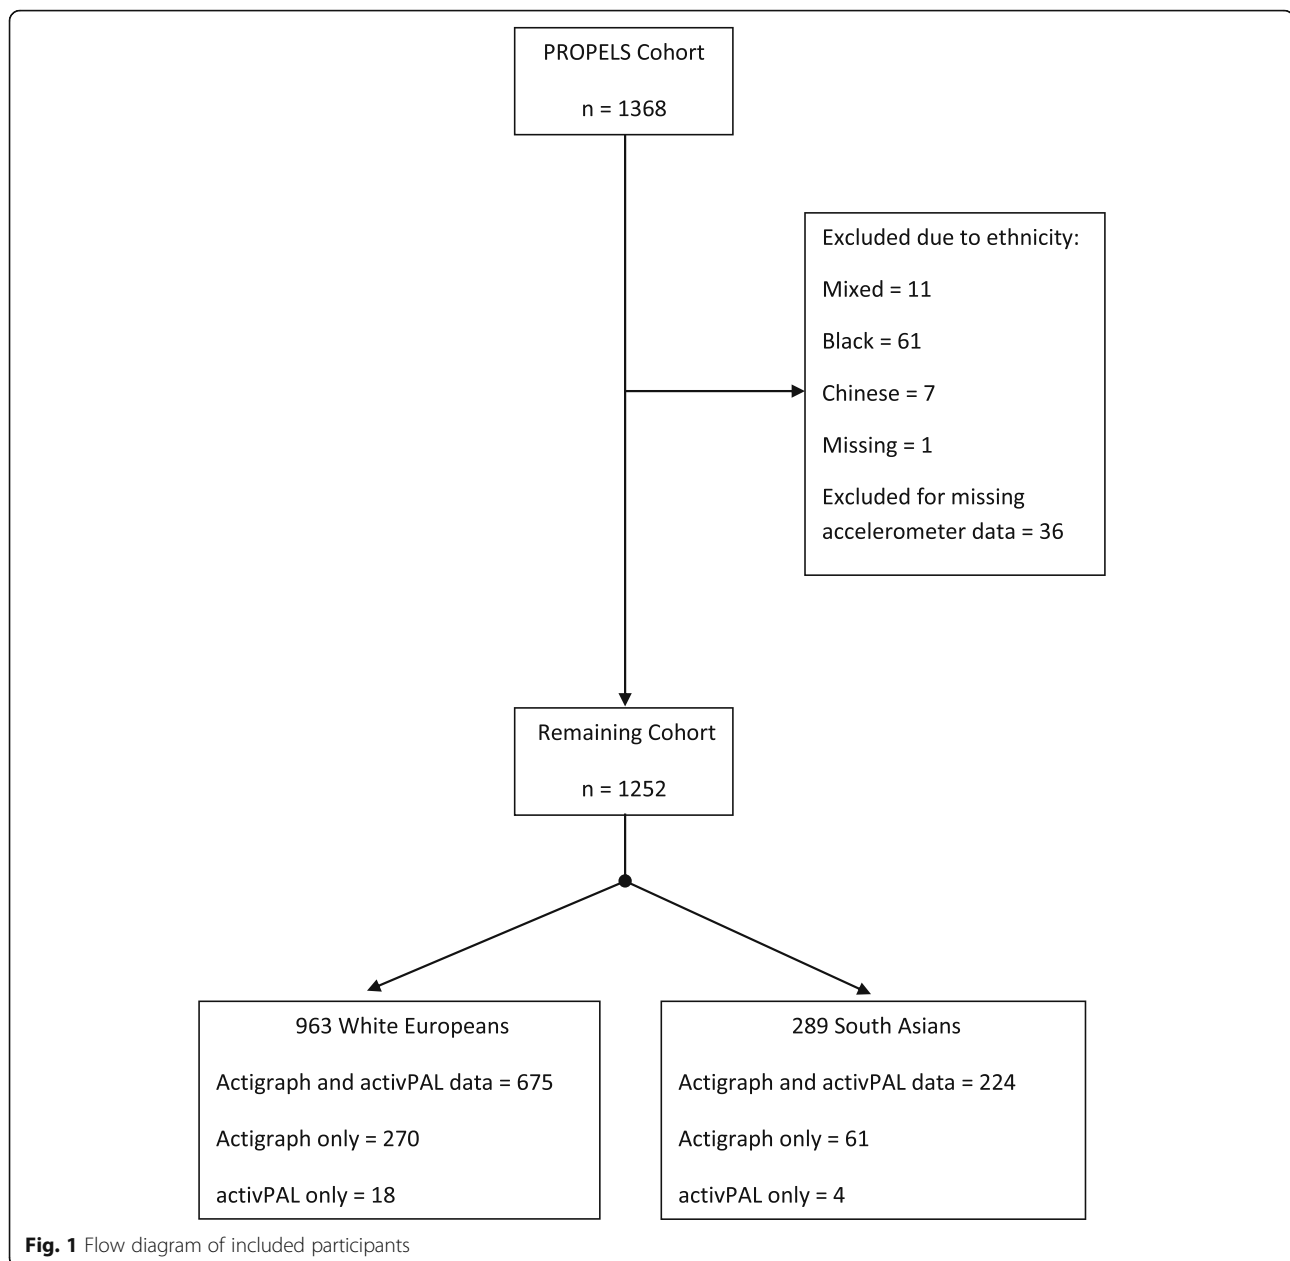 PROPELS Cohort
n = 1368
Excluded due to ethnicity:
Mixed = 11
Black = 61
Chinese = 7
Missing = 1
Excluded for missing
accelerometer data = 36
Remaining Cohort
n = 1252
963 White Europeans
Actigraph and activPAL data = 675
Actigraph only = 270
activPAL only = 18
289 South Asians
Actigraph and activPAL data = 224
Actigraph only = 61
activPAL only = 4
Fig. 1 Flow diagram of included participants